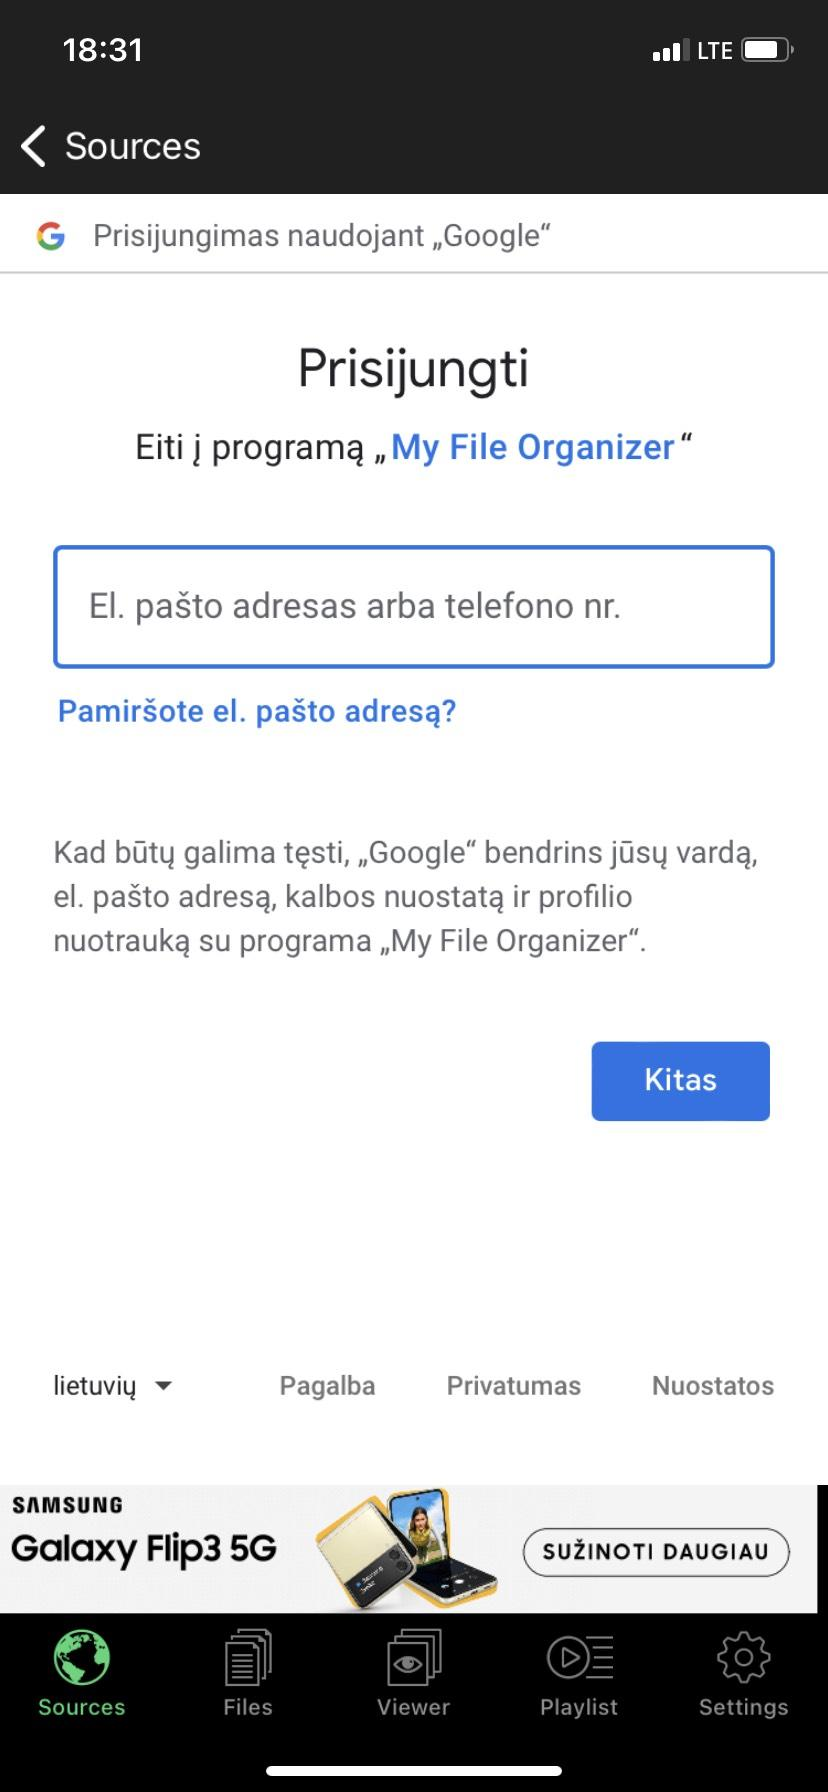 18:31
LTE
Sources
Prisijungimas naudojant „Google“
Prisijungti
Eiti į programą „My File Organizer“
El. pašto adresas arba telefono nr.
Pamiršote el. pašto adresą?
Kad būtų galima tęsti, „Google“ bendrins jūsų vardą,
el. pašto adresą, kalbos nuostatą ir profilio
nuotrauką su programa „My File Organizer“.
Kitas
lietuvių Pagalba Privatumas Nuostatos
SAMSUNG
Galaxy Flip3 5G
SUŽINOTI DAUGIAU
Sources Files Viewer Playlist Settings